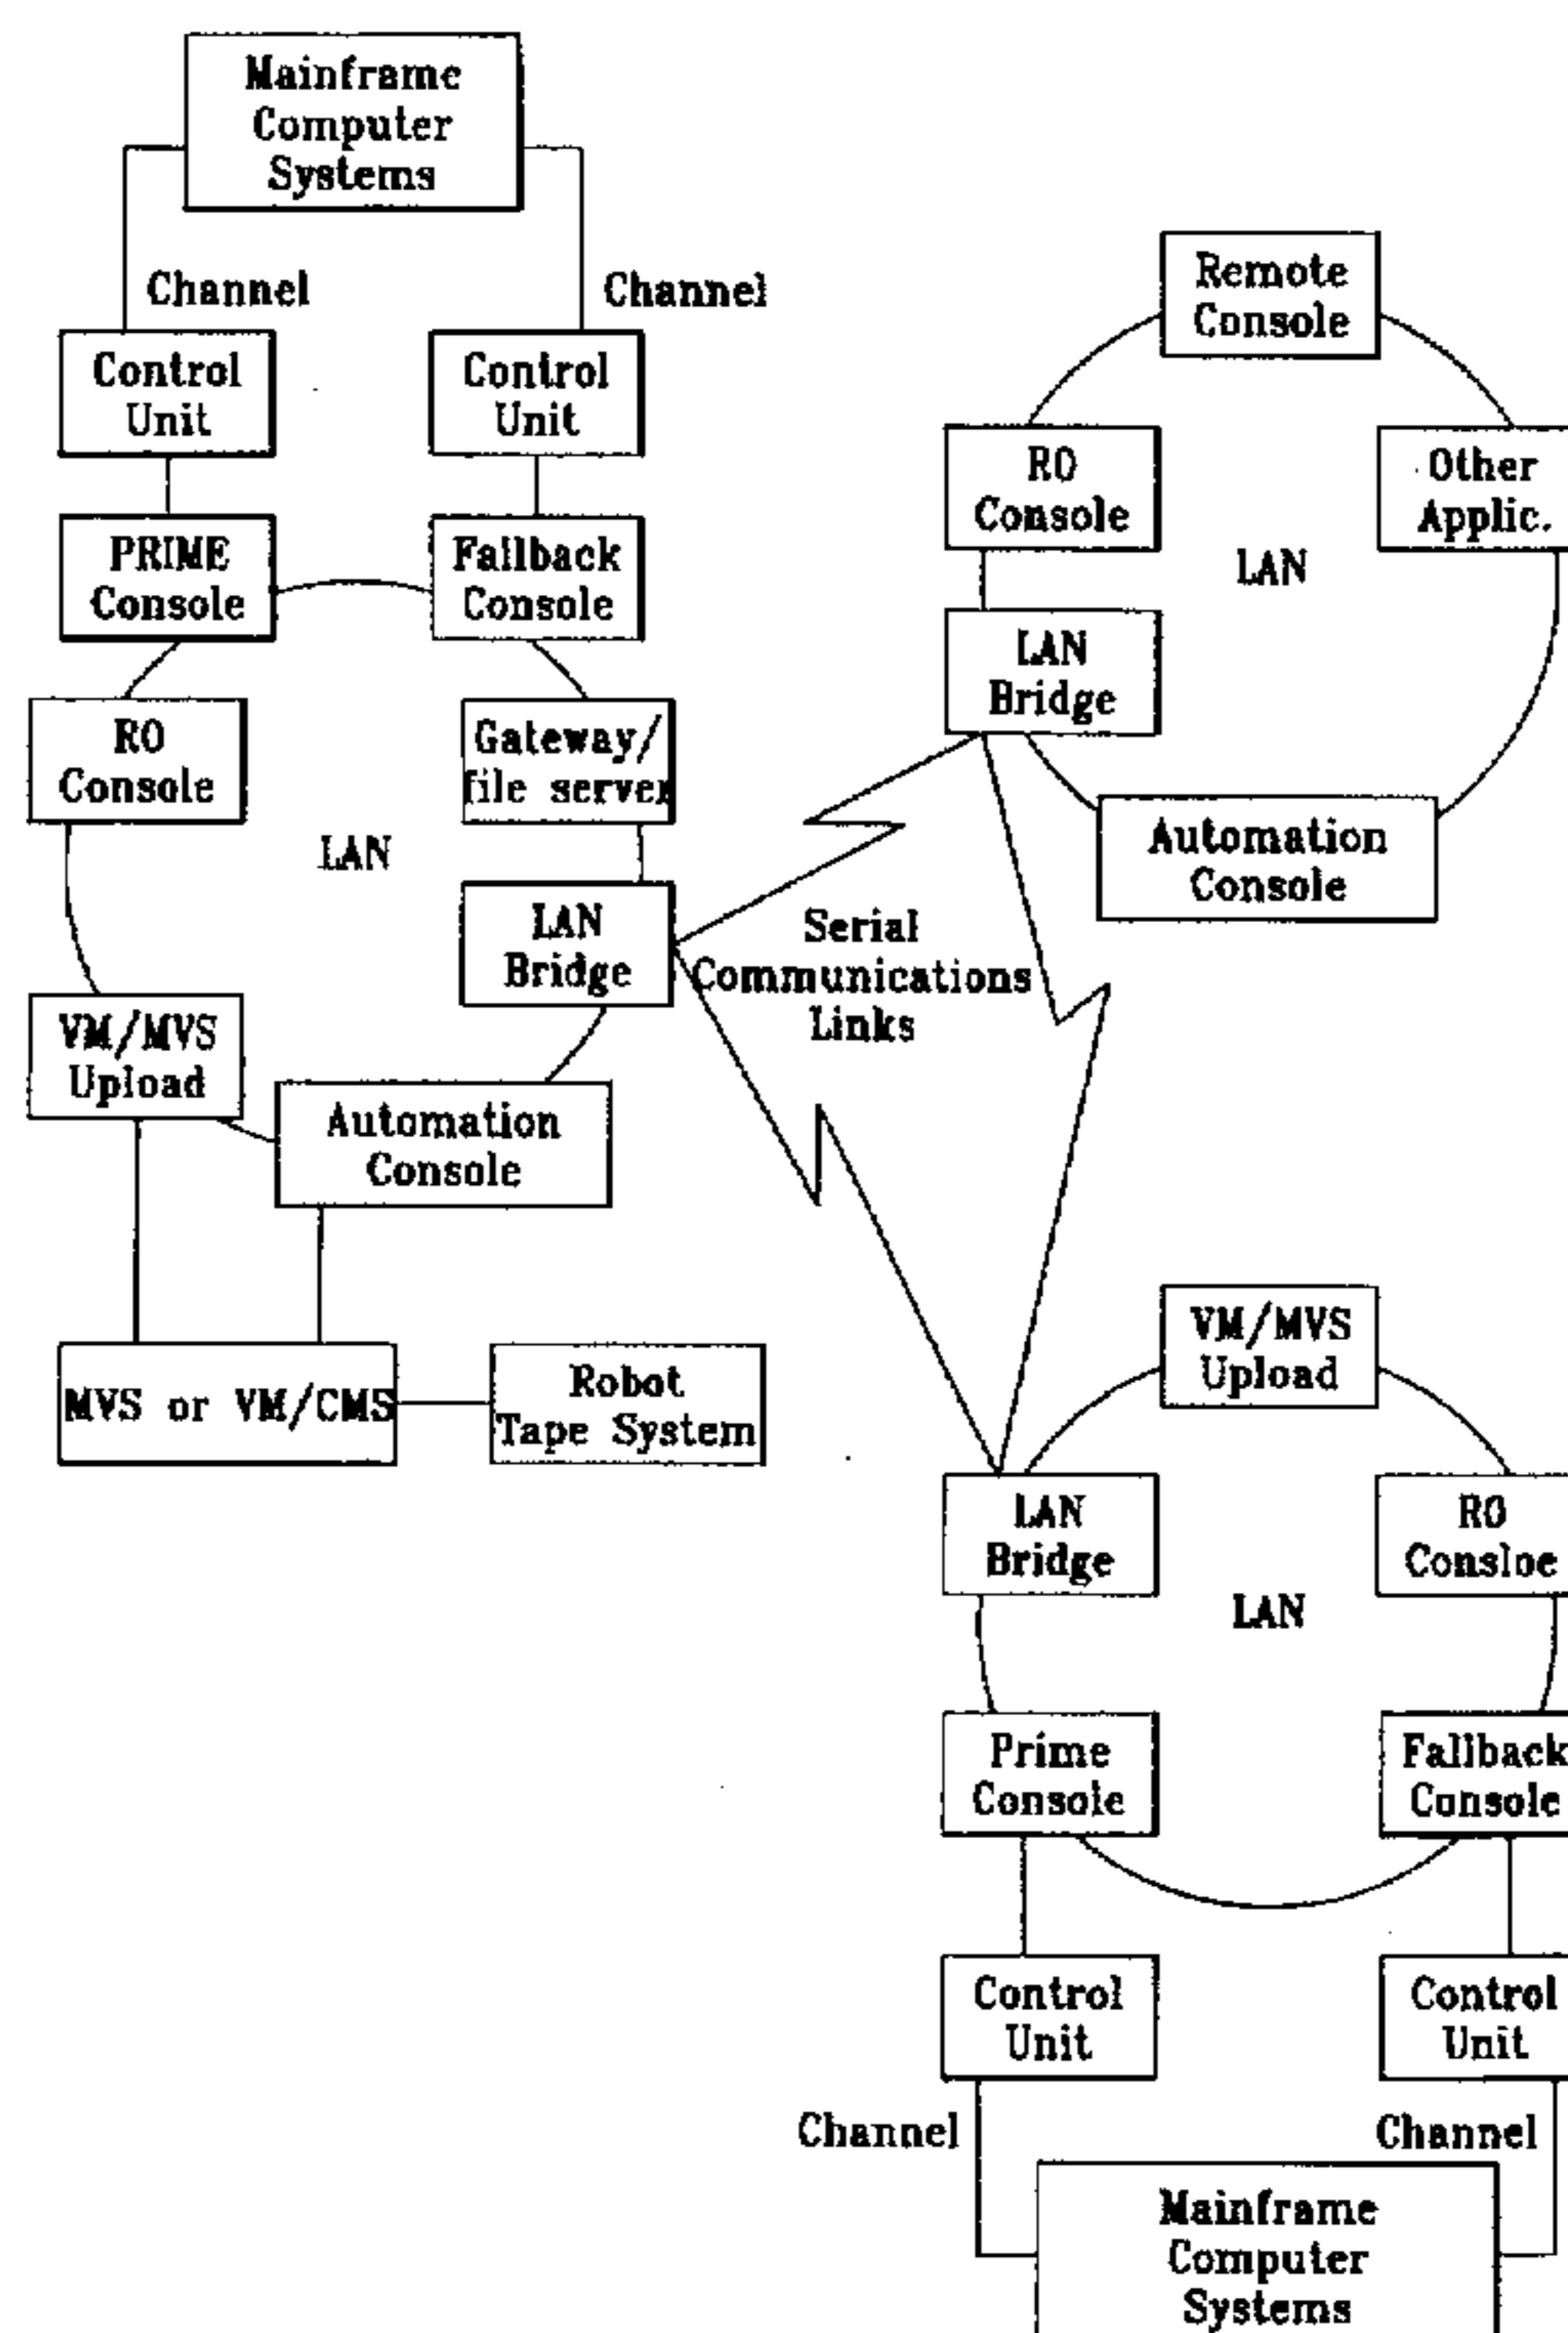 Mainframe
Computer
Systems
Channel
Channel
Control
Unit
Control
Unit
PRIME
Console
Fallback
Console
RO
Console
Gateway/
file server
LAN
LAN
Bridge
VM/MVS
Upload
Automation
Console
MVS or VM/CMS
Robot
Tape System
Remote
Console
RO
Console
Other
Applic.
LAN
LAN
Bridge
Automation
Console
Serial
Communications
Links
VM/MVS
Upload
LAN
Bridge
RO
Consloe
LAN
Prime
Console
Fallback
Console
Control
Unit
Control
Unit
Channel
Channel
Mainframe
Computer
Systems